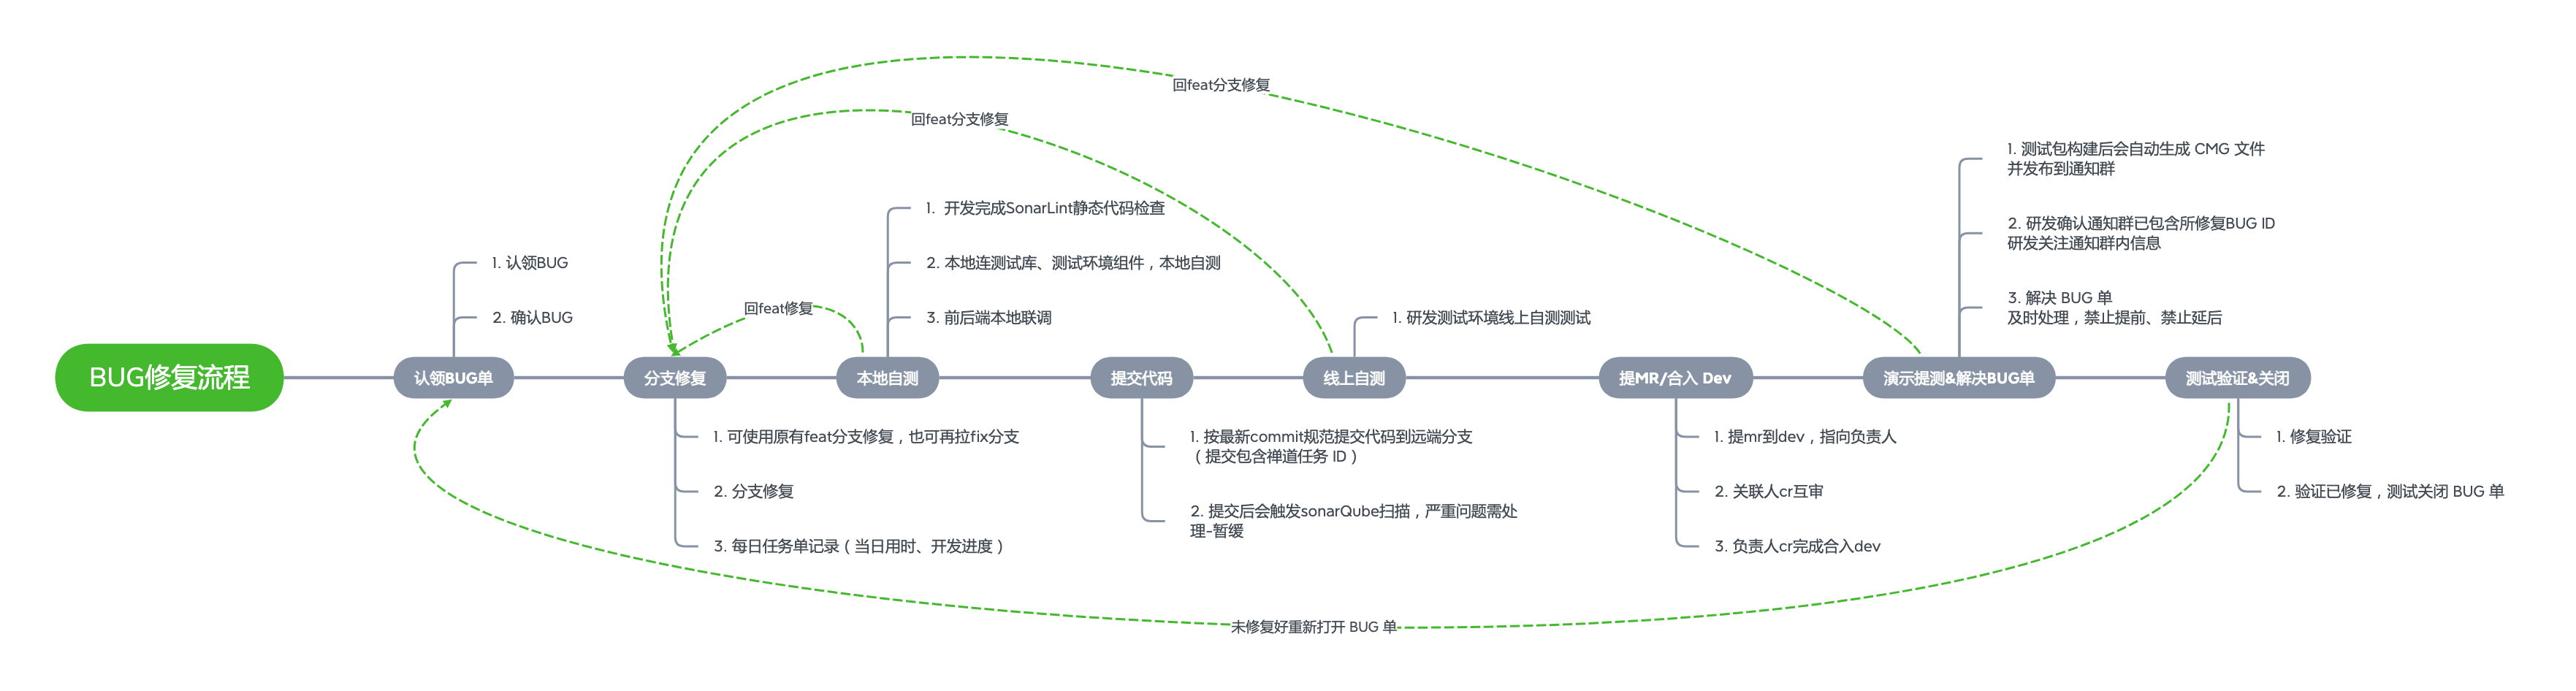 回feat分支修复
回feat分支修复
1. 测试包构建后会自动生成 CMG 文件
并发布到通知群
1. 开发完成SonarLint静态代码检查
2. 研发确认通知群已包含所修复BUG ID
研发关注通知群内信息
1. 认领BUG
2. 本地连测试库、测试环境组件，本地自测
3. 解决 BUG 单
及时处理，禁止提前、禁止延后
回feat修复
2. 确认BUG
3. 前后端本地联调
1. 研发测试环境线上自测测试
BUG修复流程
认领BUG单
分支修复
本地自测
提交代码
线上自测
提MR/合入 Dev
演示提测&解决BUG单
测试验证&关闭
1. 可使用原有feat分支修复，也可再拉fix分支
2. 分支修复
3. 每日任务单记录（当日用时、开发进度）
1. 按最新commit规范提交代码到远端分支
（提交包含禅道任务 ID）
2. 提交后会触发sonarQube扫描，严重问题需处
理-暂缓
1. 提mr到dev，指向负责人
2. 关联人cr互审
3. 负责人cr完成合入dev
1. 修复验证
2. 验证已修复，测试关闭 BUG 单
未修复好重新打开 BUG 单